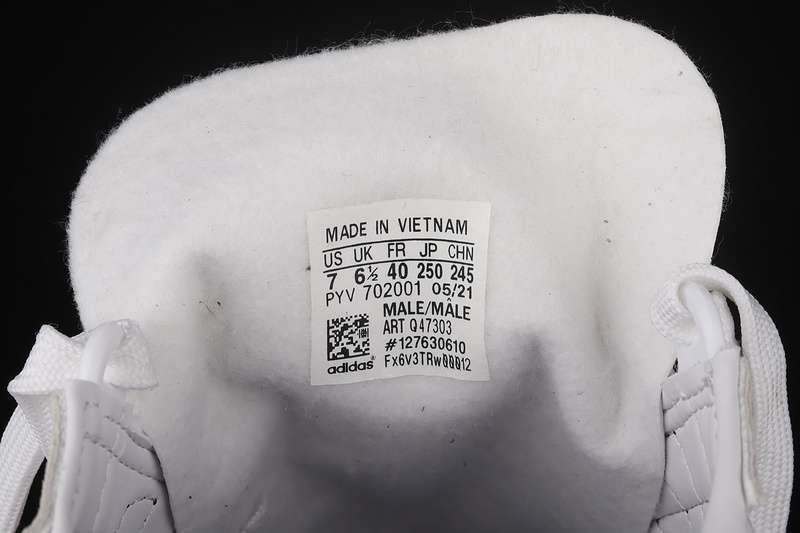 MADE IN VIETNAM
US UK FR JP CHN
7 6½ 40 250 245
PYV 702001 05/21
MALE/MÂLE
ART Q47303
#127630610
adidas® Fx6v3TRw00012